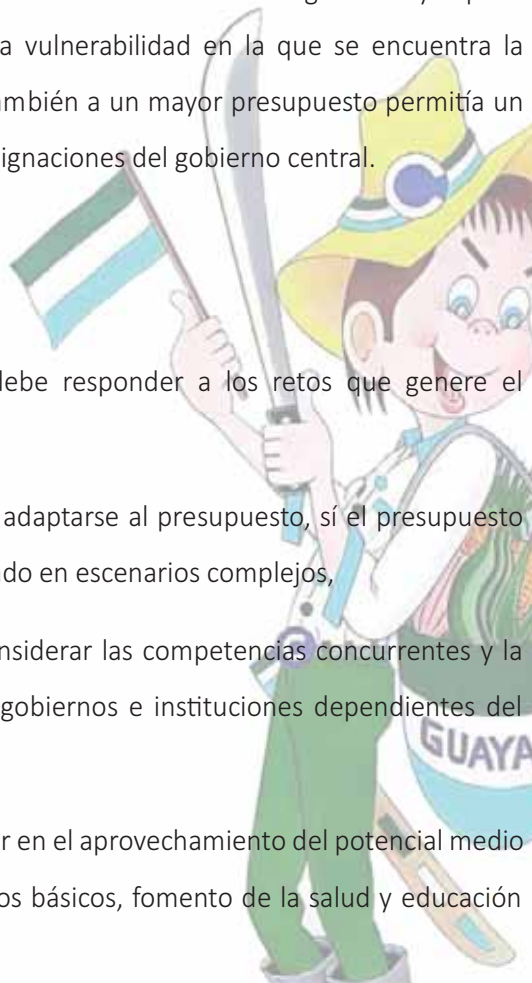 a vulnerabilidad en la que se encuentra la
ambién a un mayor presupuesto permitía un
ignaciones del gobierno central.
debe responder a los retos que genere el
adaptarse al presupuesto, sí el presupuesto
do en escenarios complejos,
nsiderar las competencias concurrentes y la
gobiernos e instituciones dependientes del
GUAYA
r en el aprovechamiento del potencial medio
os básicos, fomento de la salud y educación